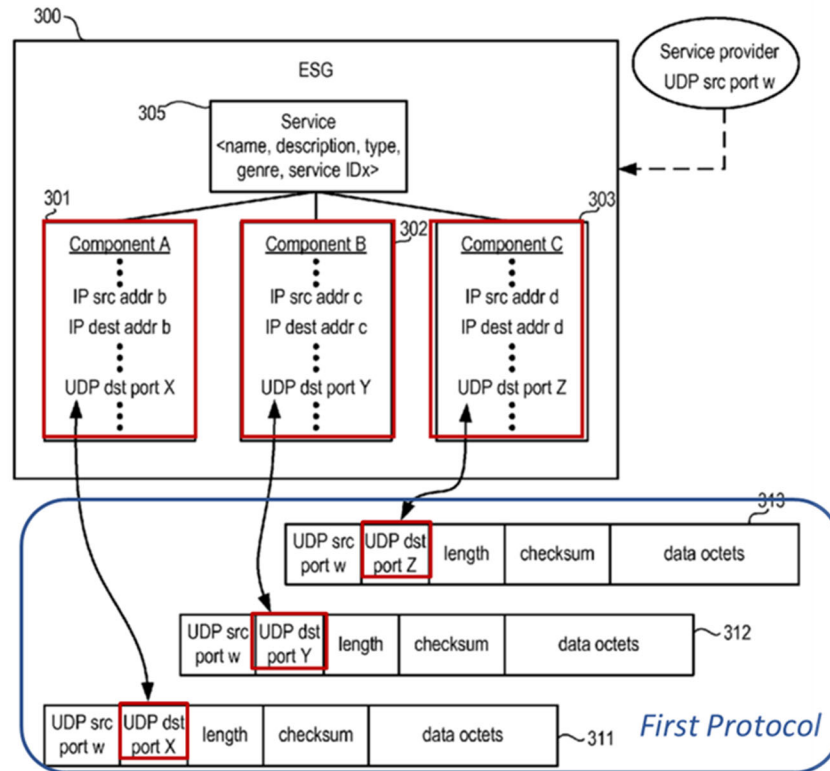 300
ESG
Service provider
UDP src port w
305
Service
<name, description, type,
genre, service IDx>
301
Component A
IP src addr b
IP dest addr b
UDP dst port X
302
Component B
IP src addr c
IP dest addr c
UDP dst port Y
303
Component C
IP src addr d
IP dest addr d
UDP dst port Z
313
UDP src
port w
UDP dst
port Z
length
checksum
data octets
312
UDP src
port w
UDP dst
port Y
length
checksum
data octets
311
UDP src
port w
UDP dst
port X
length
checksum
data octets
First Protocol